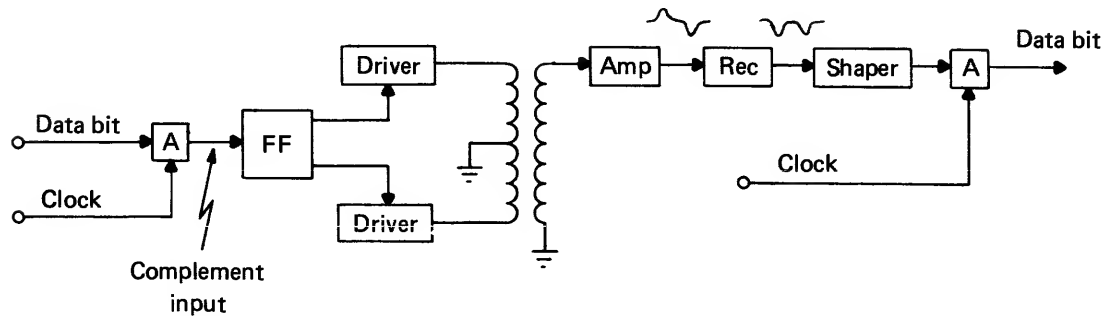 Driver
Amp
Rec
Shaper
A
Data bit
Data bit
A
FF
Clock
Clock
Driver
Complement
input